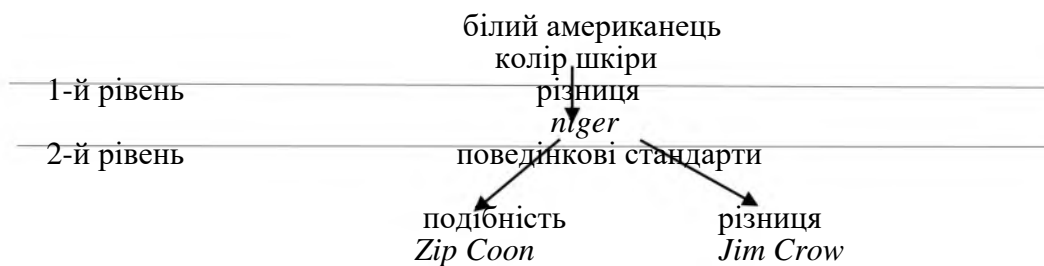 білий американець
колір шкіри
1-й рівень різниця
niger
2-й рівень поведінкові стандарти
подібність різниця
Zip Coon Jim Crow